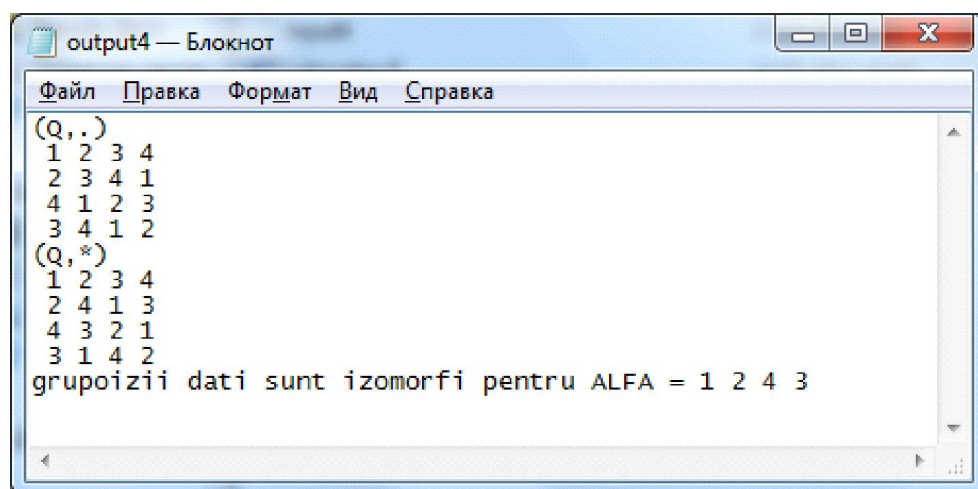 output4 — Блокнот
Файл Правка Формат Вид Справка
(Q,.)
1 2 3 4
2 3 4 1
4 1 2 3
3 4 1 2
(Q,*)
1 2 3 4
2 4 1 3
4 3 2 1
3 1 4 2
grupoizii dati sunt izomorfi pentru ALFA = 1 2 4 3